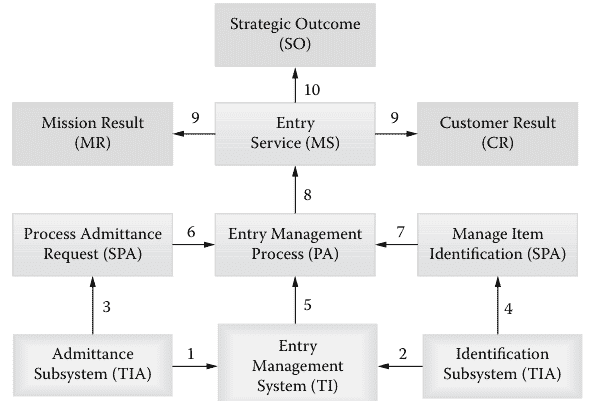 Strategic Outcome
(SO)
10
Mission Result
(MR)
9
Entry
Service (MS)
9
Customer Result
(CR)
8
Process Admittance
Request (SPA)
6
Entry Management
Process (PA)
7
Manage Item
Identification (SPA)
3
5
4
Admittance
Subsystem (TIA)
1
Entry
Management
System (TI)
2
Identification
Subsystem (TIA)